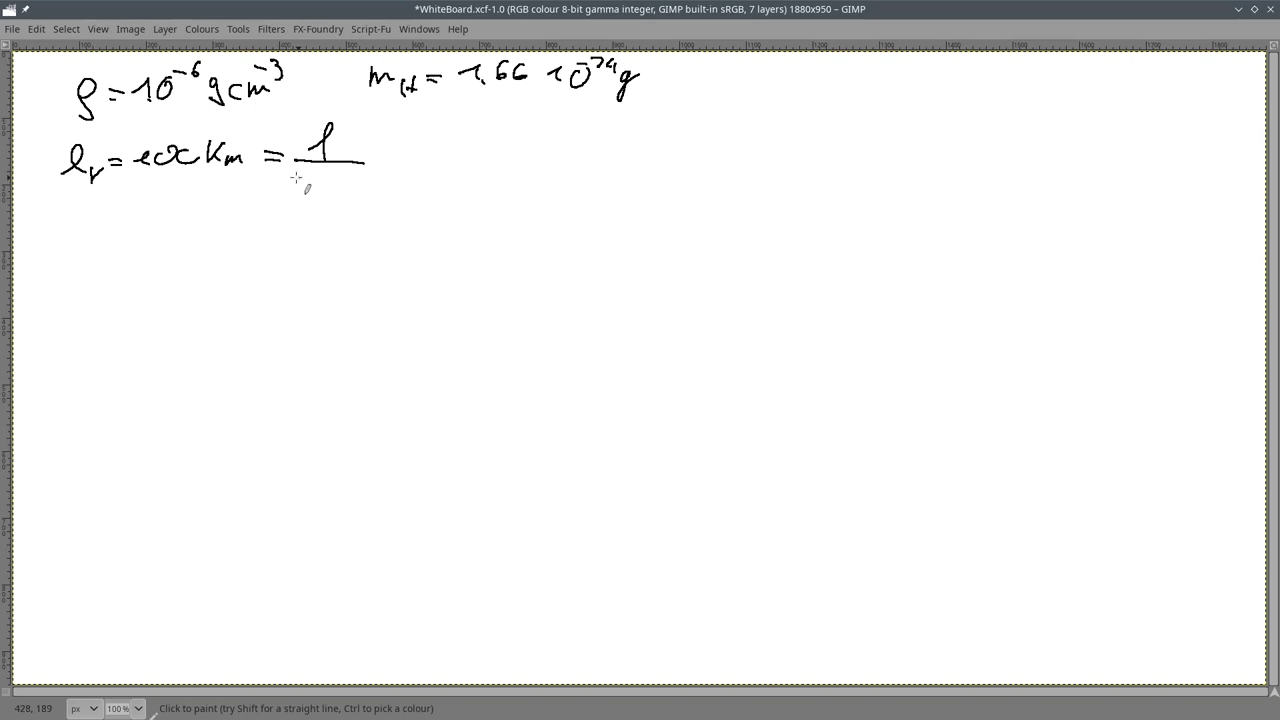 *WhiteBoard.xcf-1.0 (RGB colour 8-bit gamma integer, GIMP built-in sRGB, 7 layers) 1880x950 – GIMP
File Edit Select View Image Layer Colours Tools Filters FX-Foundry Script-Fu Windows Help
ρ = 10⁻⁶ g cm⁻³ m_H = 1.66 10⁻²⁴ g
l_γ = 100 km = 1
428, 189 px 100% Click to paint (try Shift for a straight line, Ctrl to pick a colour)